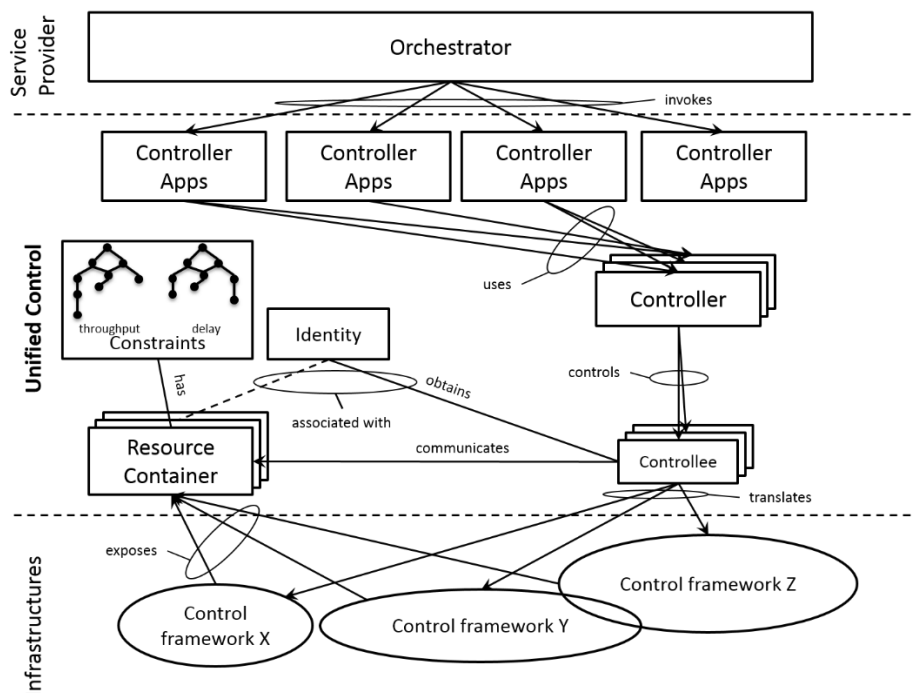 Service
Provider
Orchestrator
invokes
Controller
Apps
Controller
Apps
Controller
Apps
Controller
Apps
Unified Control
throughput
delay
Constraints
Identity
uses
Controller
has
associated with
obtains
controls
Resource
Container
communicates
Controllee
translates
exposes
nfrastructures
Control
framework X
Control framework Y
Control framework Z